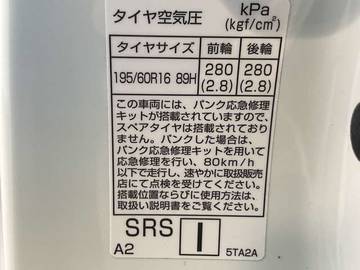 タイヤ空気圧 kPa
(kgf/cm²)
タイヤサイズ 前輪 後輪
195/60R16 89H 280 280
(2.8) (2.8)
この車両には、パンク応急修理
キットが搭載されていますので、
スペアタイヤは搭載されており
ません。パンクした場合は、
パンク応急修理キットを用いて
応急修理を行い、80km/h
以下で走行し、速やかに取扱販売
店にて点検を受けてください。
搭載位置ならびに使用方法は、
取扱い説明書をご覧ください。
SRS I
A2 5TA2A